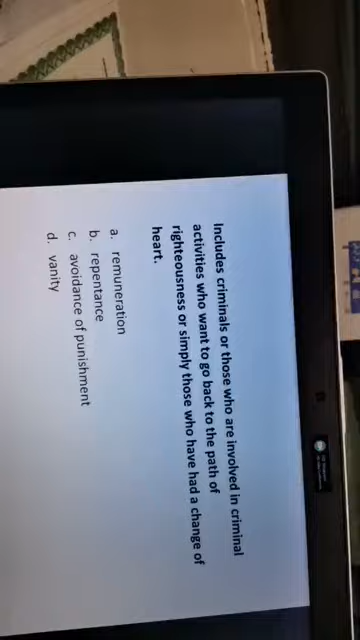 Includes criminals or those who are involved in criminal
activities who want to go back to the path of
righteousness or simply those who have had a change of
heart.
a. remuneration
b. repentance
c. avoidance of punishment
d. vanity